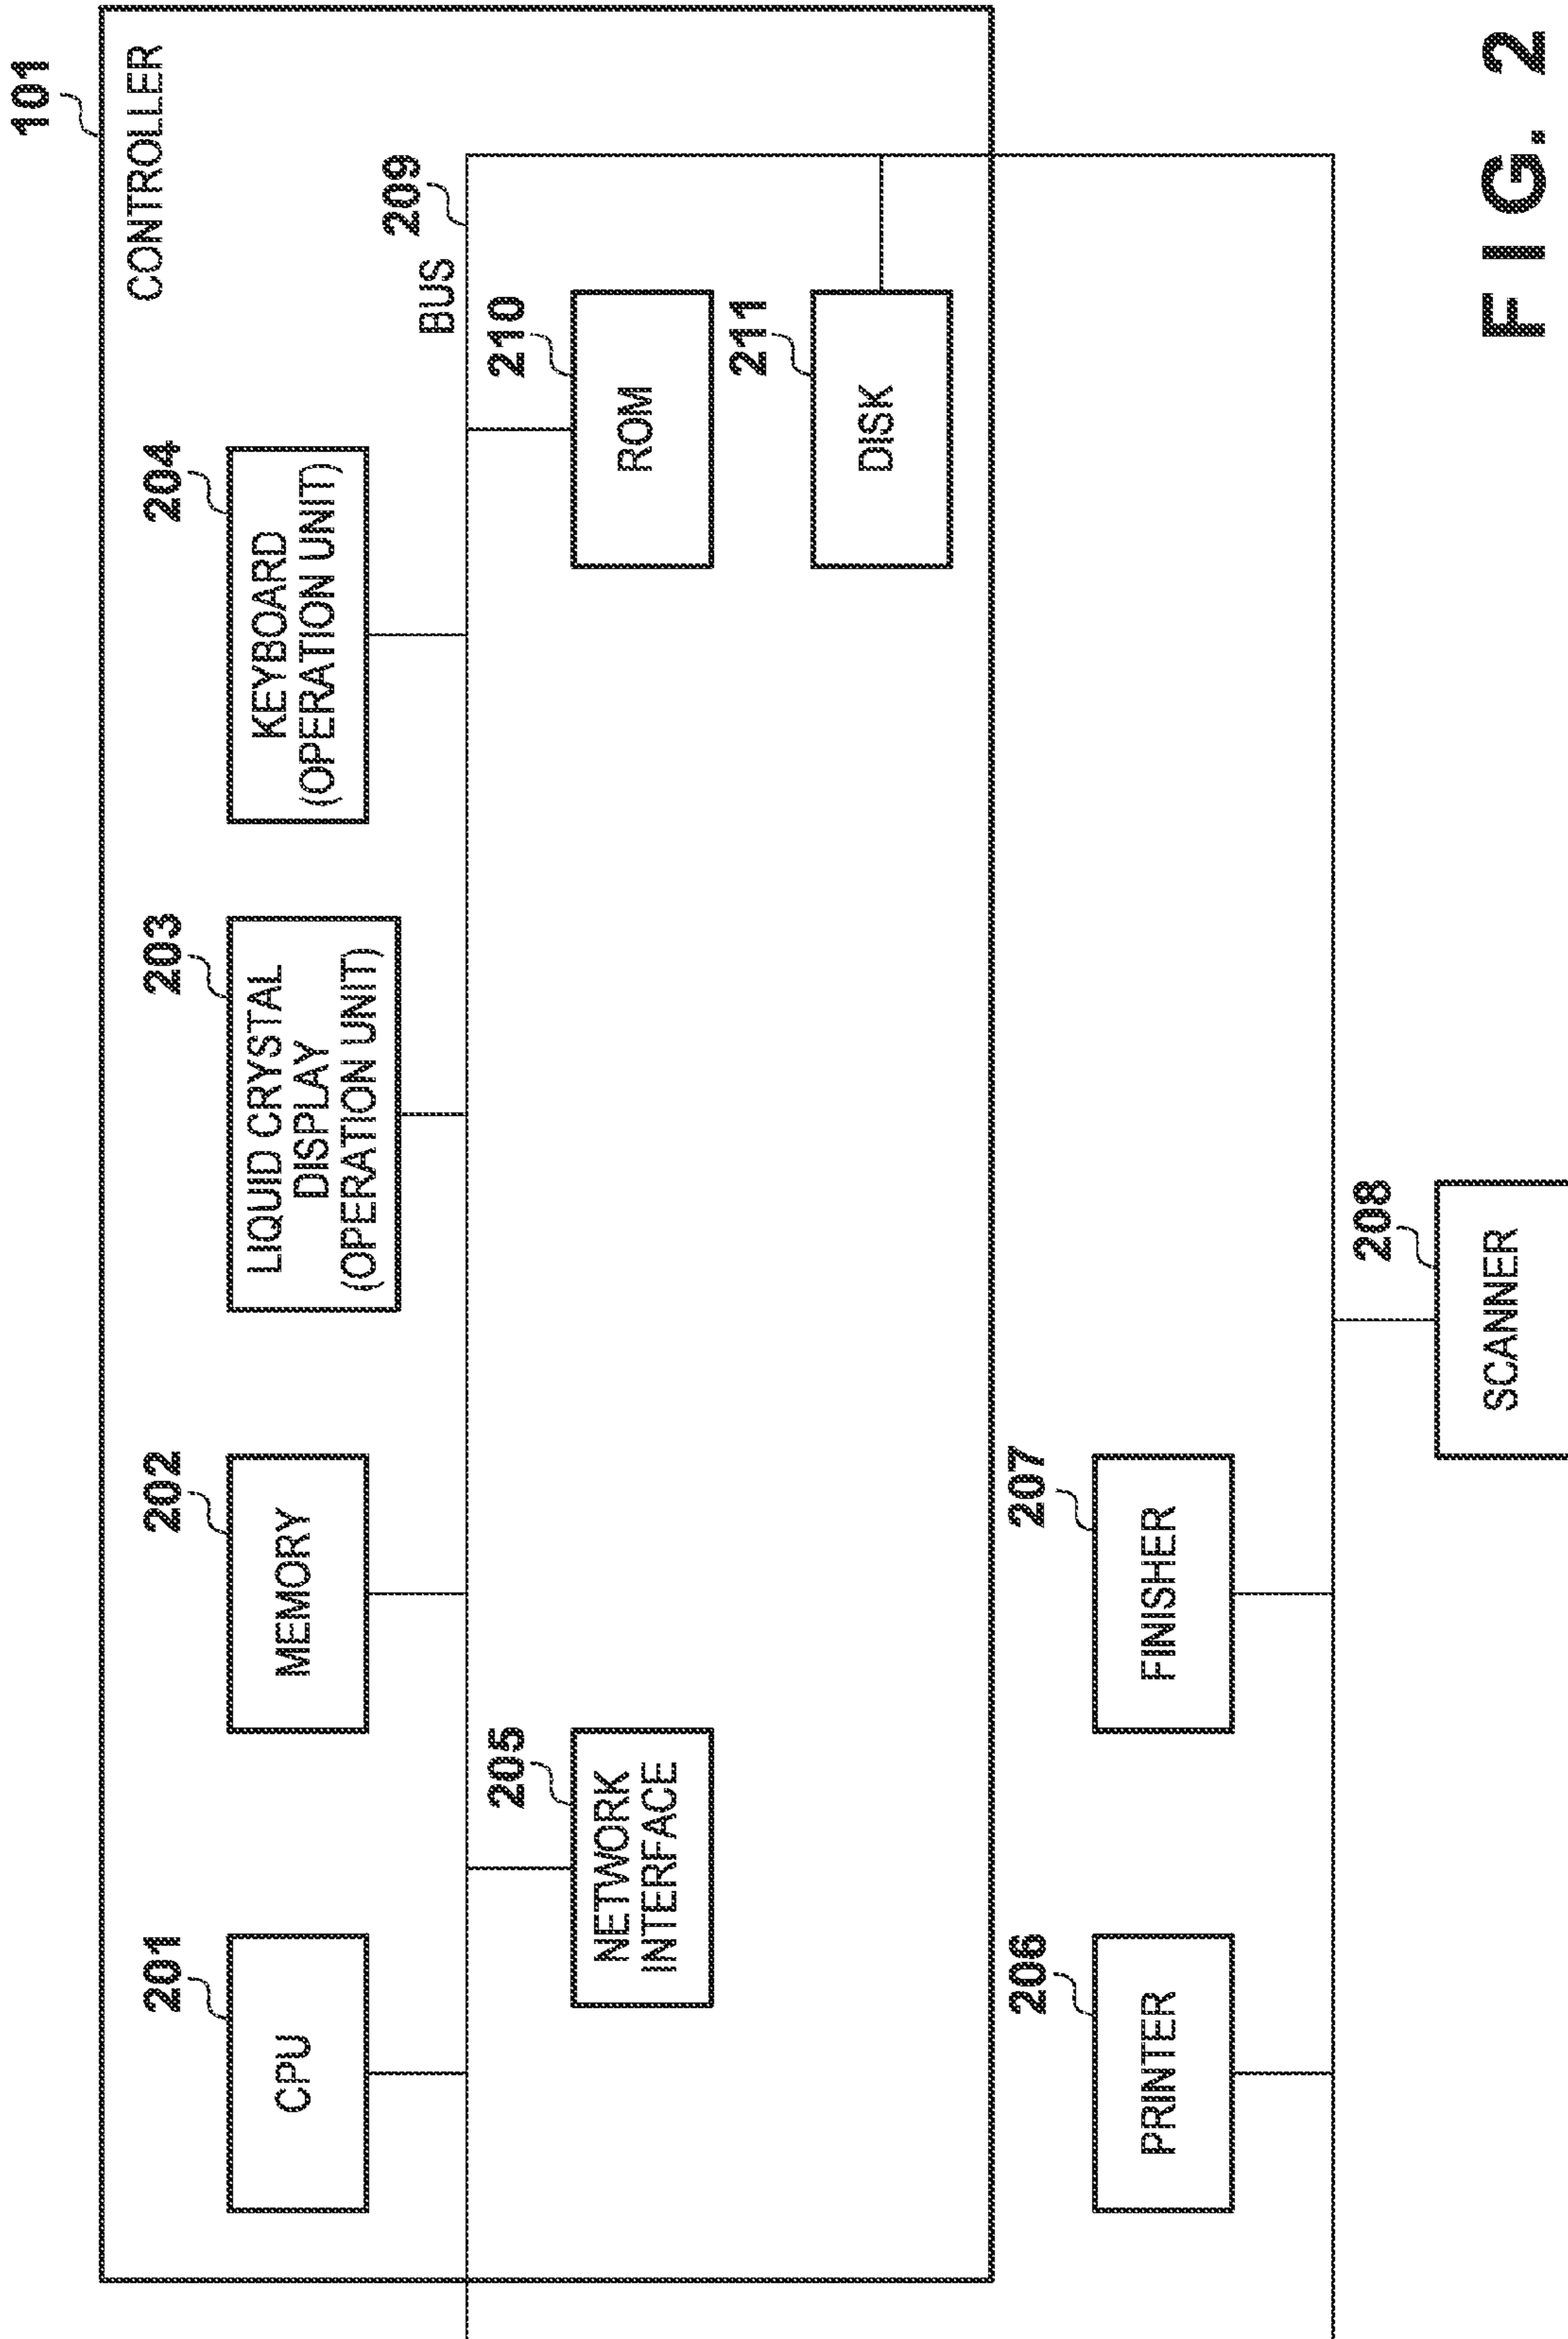 FIG. 2
101
CONTROLLER
201
CPU
202
MEMORY
203
LIQUID CRYSTAL
DISPLAY
(OPERATION UNIT)
204
KEYBOARD
(OPERATION UNIT)
209
BUS
205
NETWORK
INTERFACE
210
ROM
211
DISK
206
PRINTER
207
FINISHER
208
SCANNER